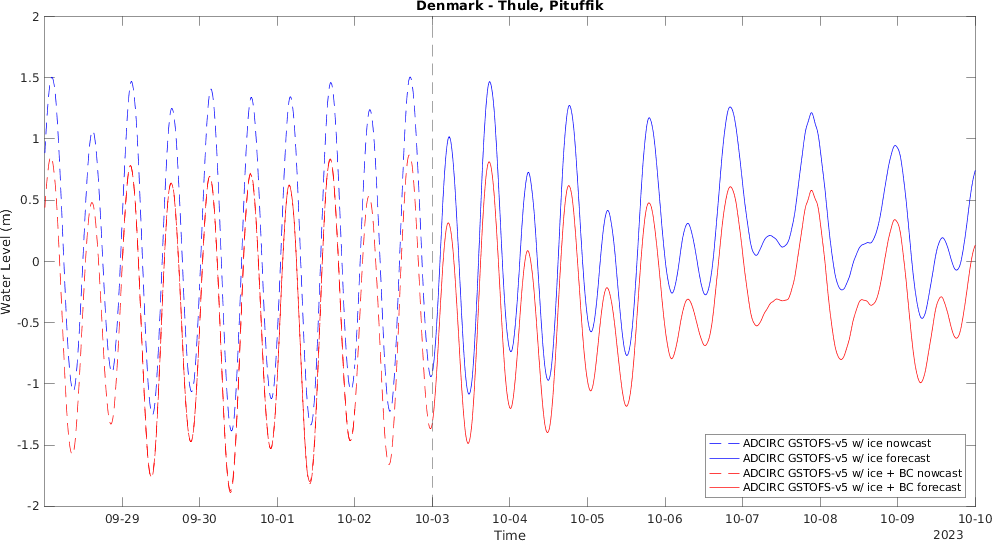 Denmark - Thule, Pituffik
2
1.5
1
0.5
0
-0.5
-1
-1.5
-2
Water Level (m)
ADCIRC GSTOFS-v5 w/ ice nowcast
ADCIRC GSTOFS-v5 w/ ice forecast
ADCIRC GSTOFS-v5 w/ ice + BC nowcast
ADCIRC GSTOFS-v5 w/ ice + BC forecast
09-29 09-30 10-01 10-02 10-03 10-04 10-05 10-06 10-07 10-08 10-09 10-10
Time
2023